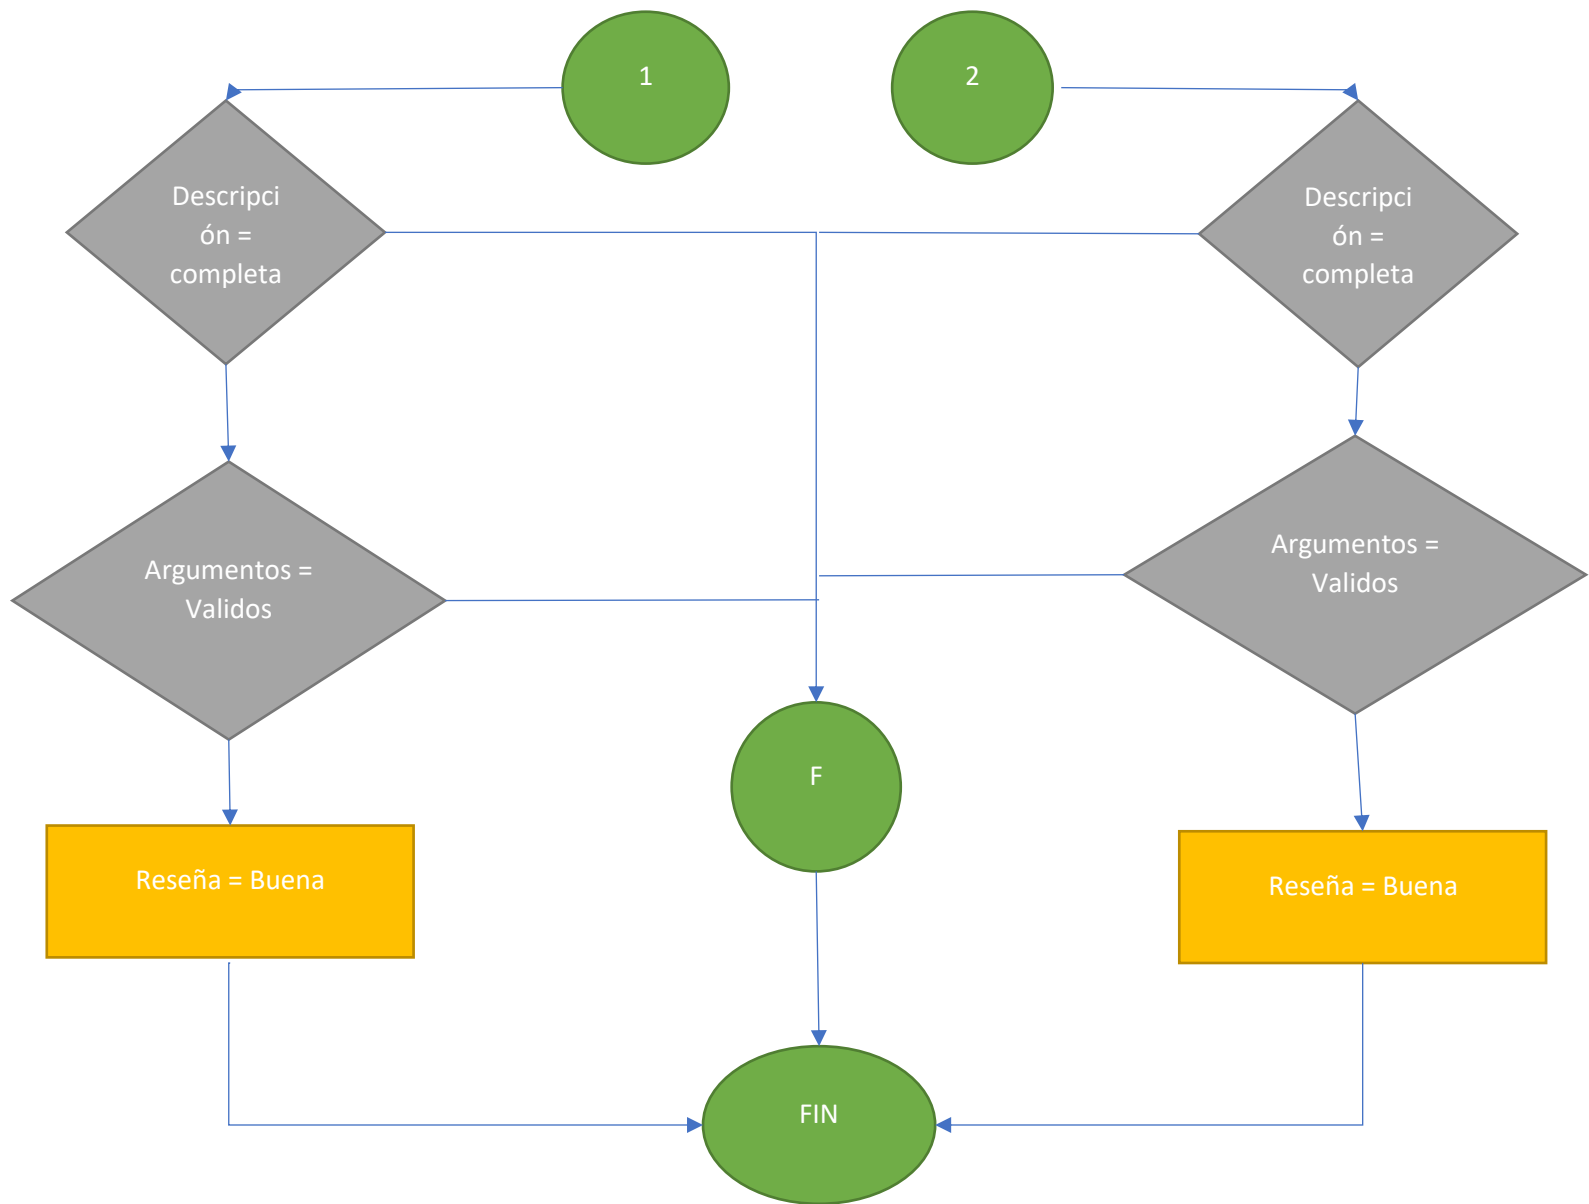 1
2
Descripci
ón =
completa
Descripci
ón =
completa
Argumentos =
Validos
Argumentos =
Validos
F
Reseña = Buena
Reseña = Buena
FIN